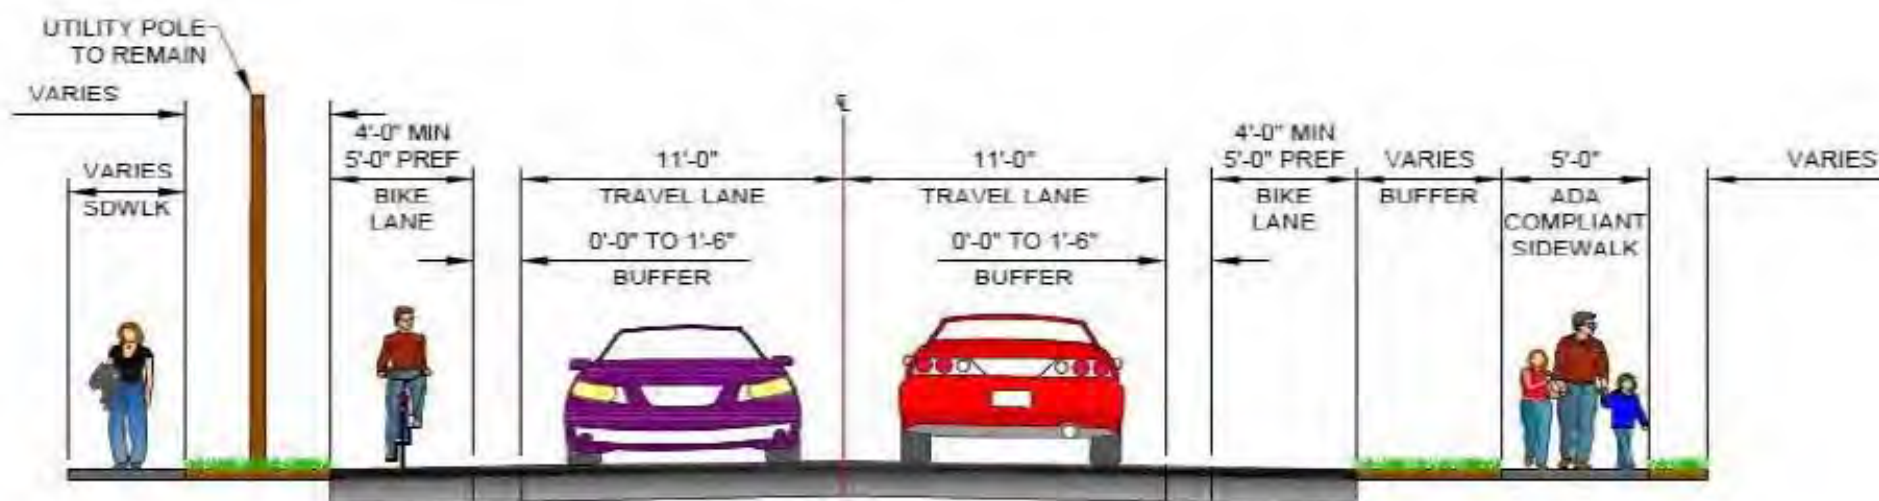 UTILITY POLE
TO REMAIN
VARIES
VARIES
SDWLK
4'-0" MIN
5'-0" PREF
BIKE
LANE
11'-0"
TRAVEL LANE
0'-0" TO 1'-6"
BUFFER
℄
11'-0"
TRAVEL LANE
0'-0" TO 1'-6"
BUFFER
4'-0" MIN
5'-0" PREF
BIKE
LANE
VARIES
BUFFER
5'-0"
ADA
COMPLIANT
SIDEWALK
VARIES